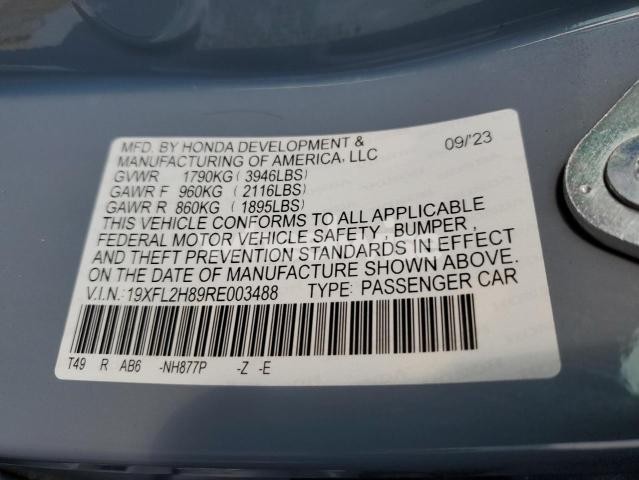 MFD. BY HONDA DEVELOPMENT & 09/'23
MANUFACTURING OF AMERICA, LLC
GVWR 1790KG (3946LBS)
GAWR F 960KG (2116LBS)
GAWR R 860KG (1895LBS)
THIS VEHICLE CONFORMS TO ALL APPLICABLE
FEDERAL MOTOR VEHICLE SAFETY, BUMPER,
AND THEFT PREVENTION STANDARDS IN EFFECT
ON THE DATE OF MANUFACTURE SHOWN ABOVE.
V.I.N.: 19XFL2H89RE003488 TYPE: PASSENGER CAR
T49 R AB6 -NH877P -Z -E